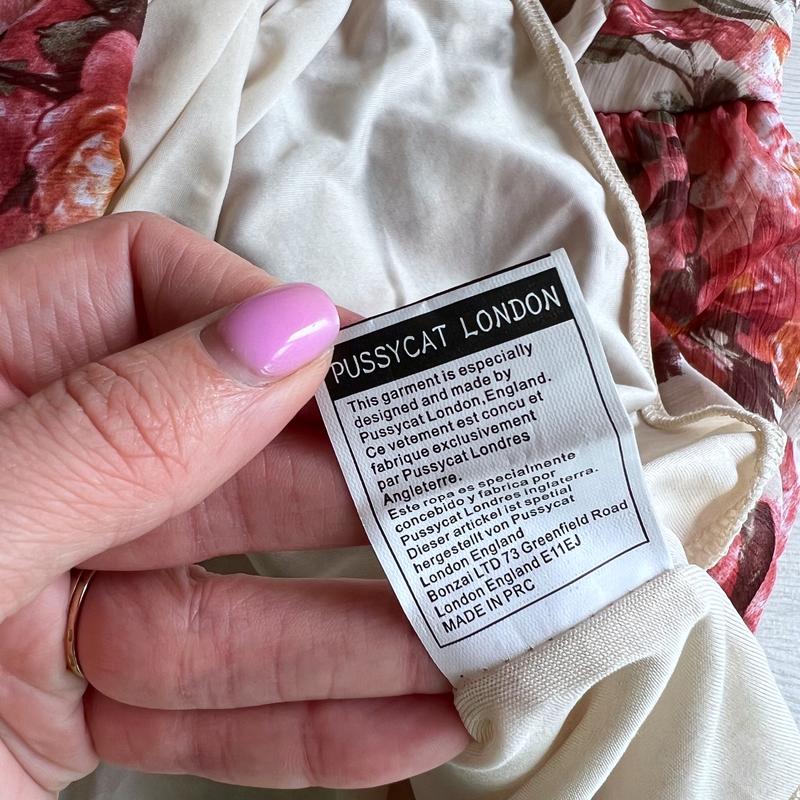 PUSSYCAT LONDON
This garment is especially
designed and made by
Pussycat London,England.
Ce vetement est concu et
fabrique exclusivement
par Pussycat Londres
Angleterre.
Este ropa es specialmente
concebido y fabrica por
Pussycat Londres inglaterra.
Dieser artickel ist spetial
hergestellt von Pussycat
London England
Bonzai LTD 73 Greenfield Road
London England E11EJ
MADE IN PRC